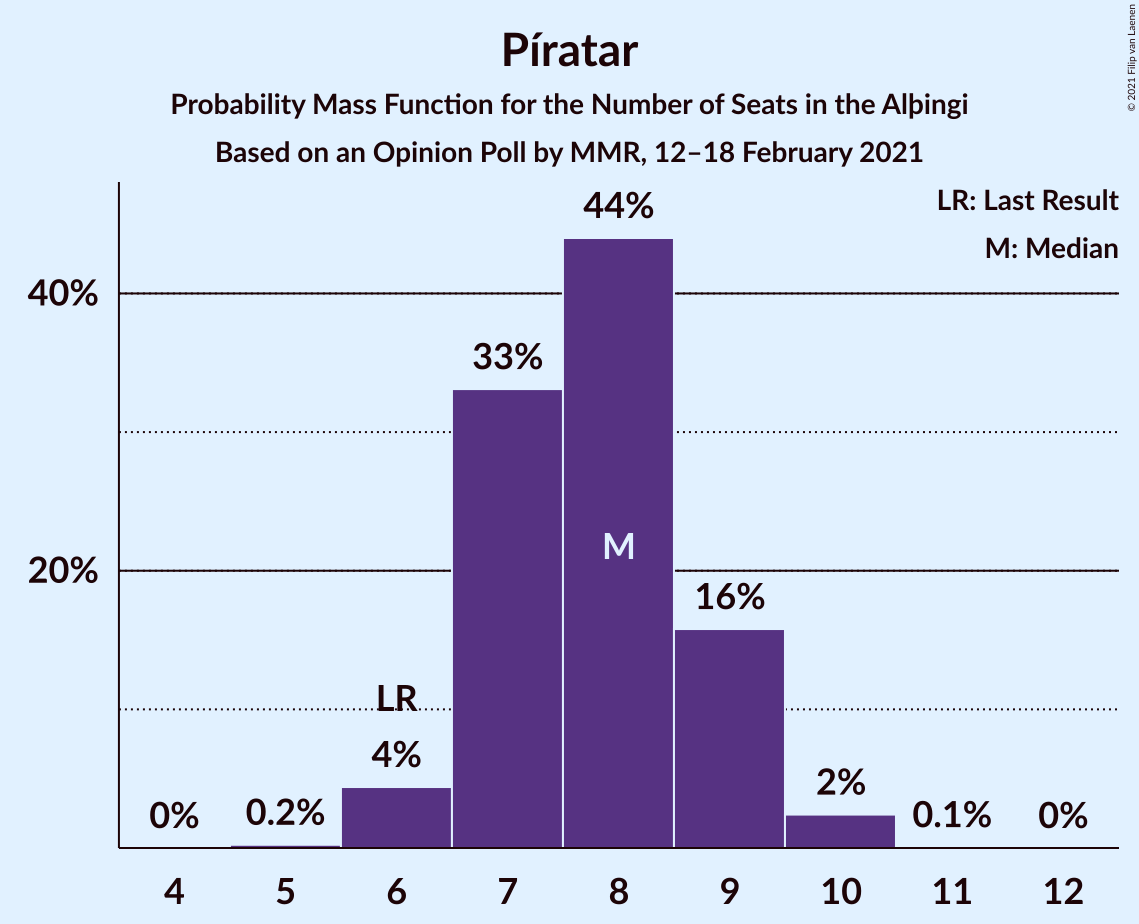 Píratar
Probability Mass Function for the Number of Seats in the Alþingi
Based on an Opinion Poll by MMR, 12–18 February 2021
© 2021 Filip van Laenen
LR: Last Result
M: Median
44%
40%
33%
M
20%
16%
LR
4%
2%
0%
0.2%
0.1%
0%
4 5 6 7 8 9 10 11 12